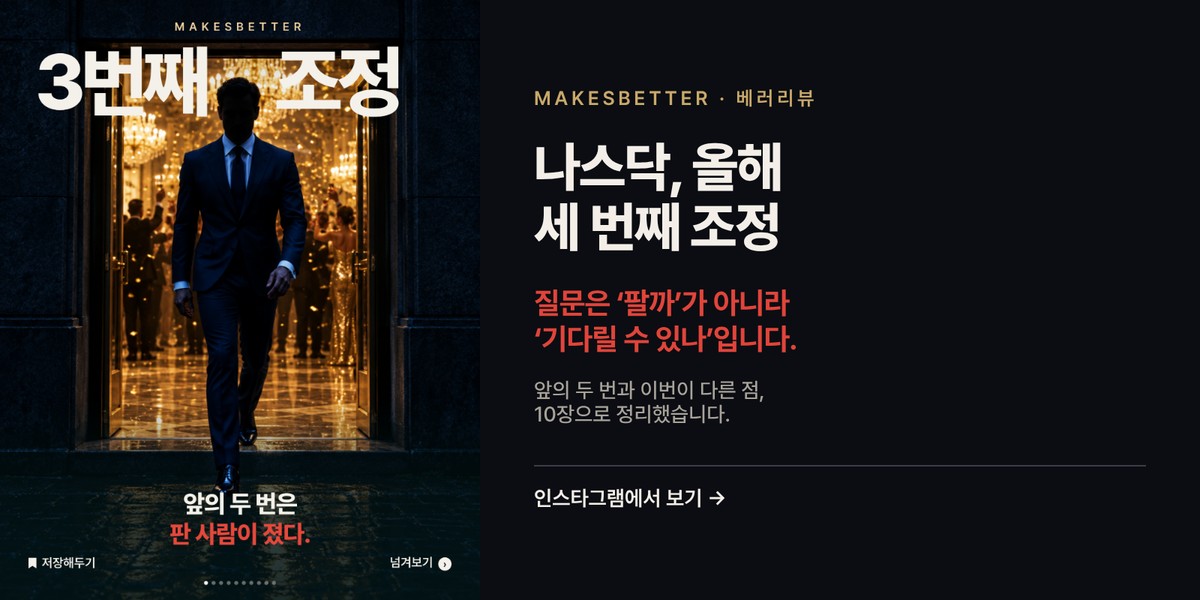 MAKESBETTER
3번째 조정
앞의 두 번은
판 사람이 졌다.
저장해두기
넘겨보기
MAKESBETTER · 베러리뷰
나스닥, 올해
세 번째 조정
질문은 ‘팔까’가 아니라
‘기다릴 수 있나’입니다.
앞의 두 번과 이번이 다른 점,
10장으로 정리했습니다.
인스타그램에서 보기 →